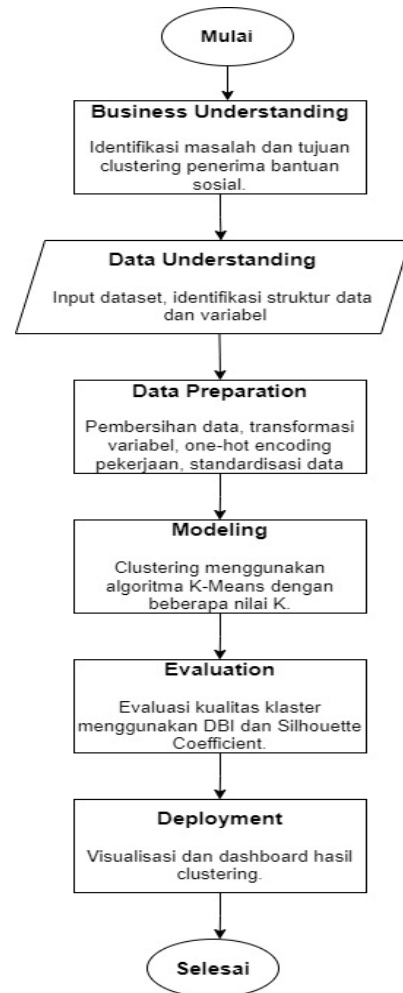 Mulai
Business Understanding
Identifikasi masalah dan tujuan
clustering penerima bantuan
sosial.
Data Understanding
Input dataset, identifikasi struktur data
dan variabel
Data Preparation
Pembersihan data, transformasi
variabel, one-hot encoding
pekerjaan, standardisasi data
Modeling
Clustering menggunakan
algoritma K-Means dengan
beberapa nilai K.
Evaluation
Evaluasi kualitas klaster
menggunakan DBI dan Silhouette
Coefficient.
Deployment
Visualisasi dan dashboard hasil
clustering.
Selesai